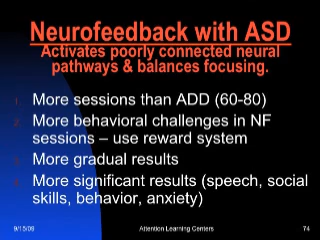 Neurofeedback with ASD
Activates poorly connected neural
pathways & balances focusing.
1. More sessions than ADD (60-80)
2. More behavioral challenges in NF
sessions – use reward system
3. More gradual results
4. More significant results (speech, social
skills, behavior, anxiety)
9/15/09 Attention Learning Centers 74